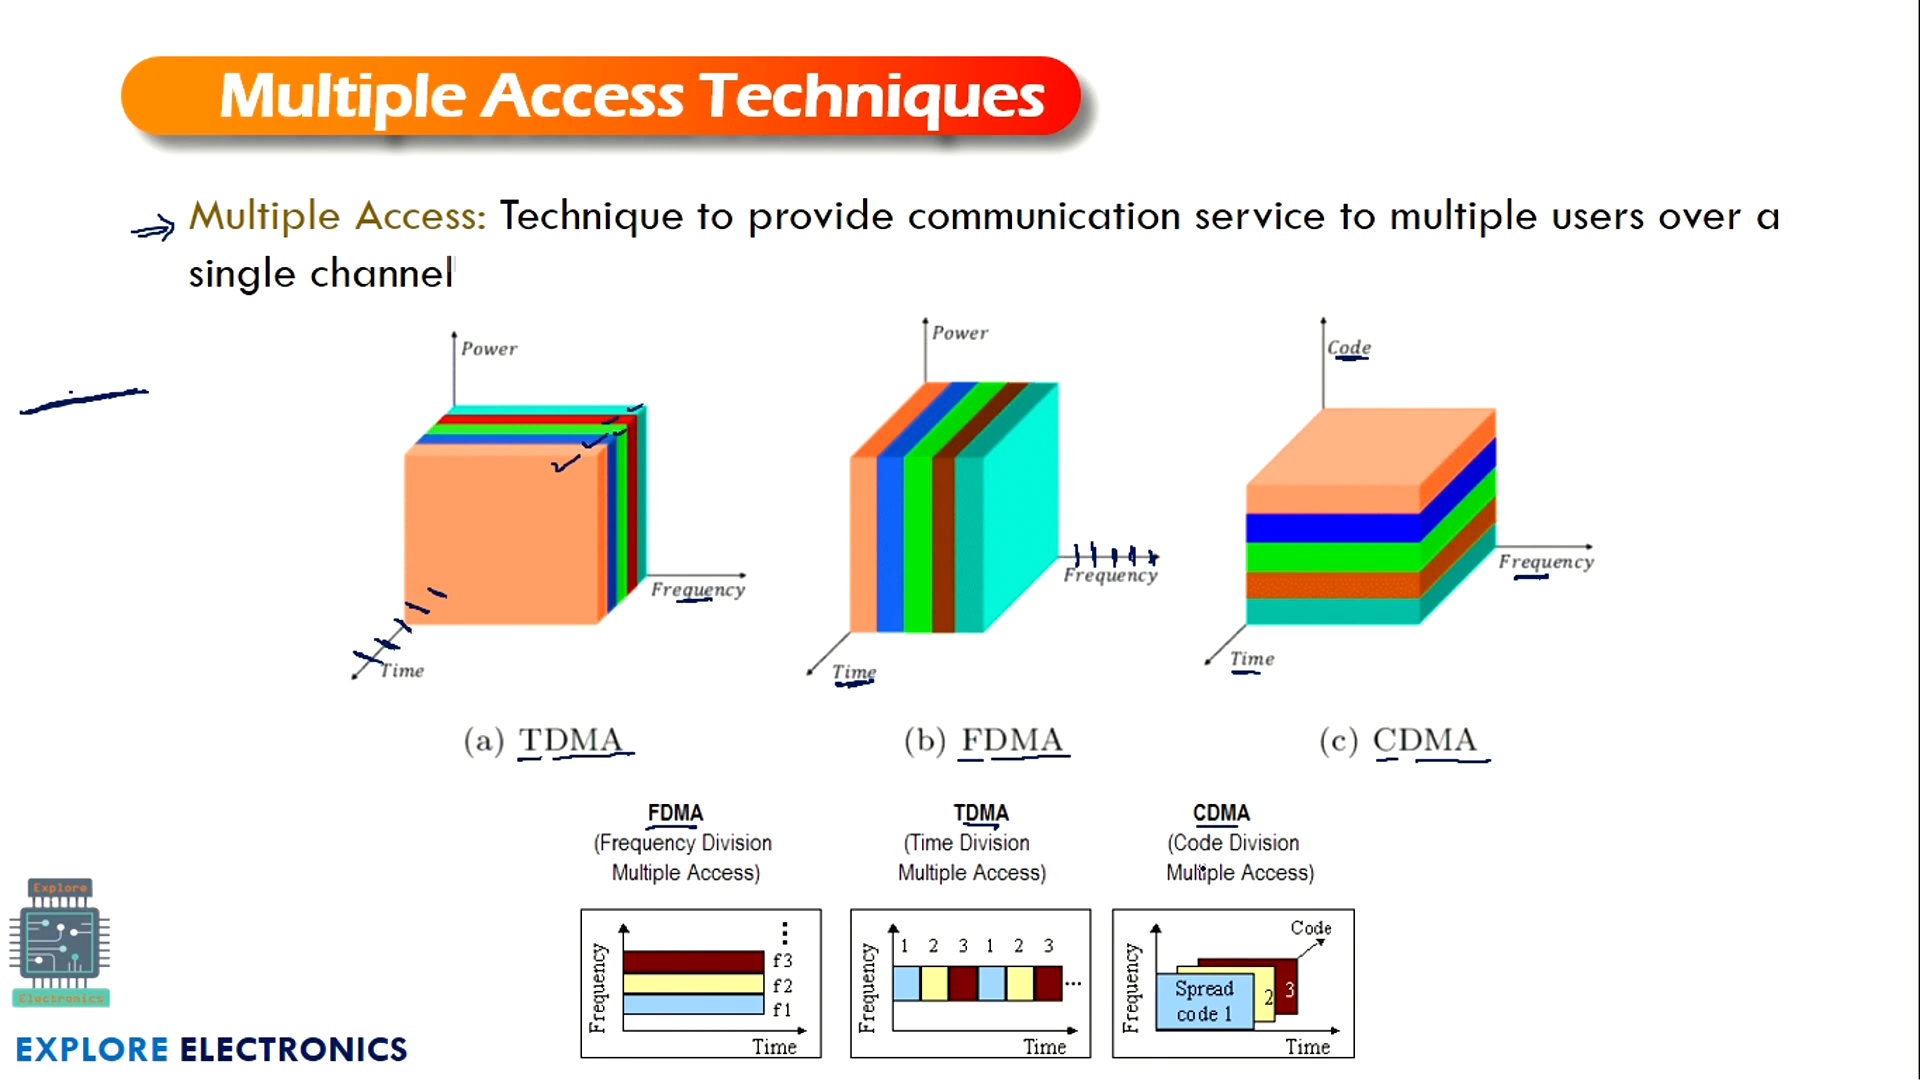 Multiple Access Techniques
Multiple Access: Technique to provide communication service to multiple users over a
single channel
Power
Frequency
Time
(a) TDMA
Power
Frequency
Time
(b) FDMA
Code
Frequency
Time
(c) CDMA
FDMA
(Frequency Division
Multiple Access)
Frequency
f3
f2
f1
Time
TDMA
(Time Division
Multiple Access)
Frequency
1 2 3 1 2 3
...
Time
CDMA
(Code Division
Multiple Access)
Frequency
Code
Spread
code 1
2
3
Time
Explore
Electronics
EXPLORE ELECTRONICS